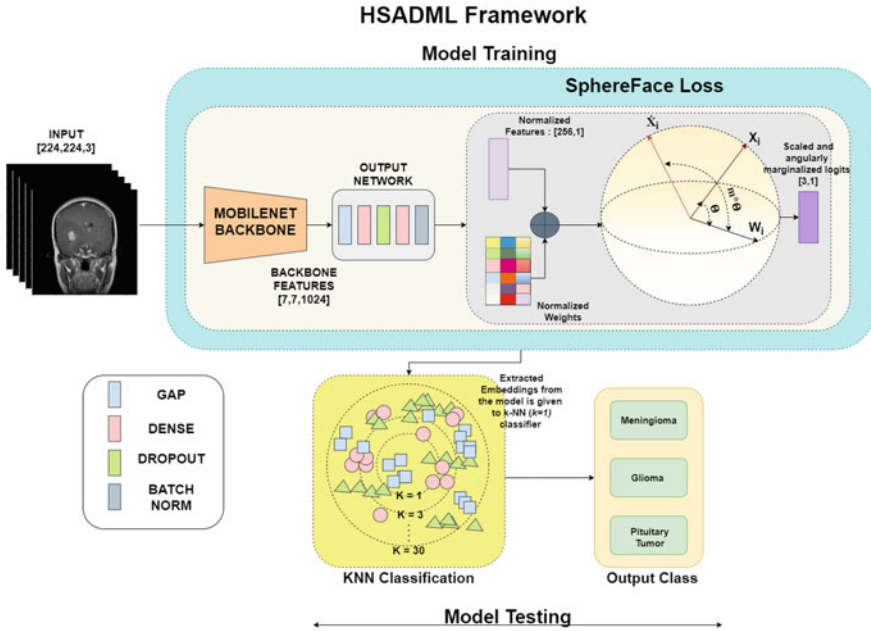 HSADML Framework
Model Training
SphereFace Loss
INPUT
[224,224,3]
MOBILENET
BACKBONE
BACKBONE
FEATURES
[7,7,1024]
OUTPUT
NETWORK
Normalized
Features : [256,1]
Normalized
Weights
Ẋi
Xi
m*Θ
Θ
Wi
Scaled and
angularly
marginalized logits
[3,1]
GAP
DENSE
DROPOUT
BATCH
NORM
K = 1
K = 3
K = 30
KNN Classification
Extracted
Embeddings from
the model is given
to k-NN (k=1)
classifier
Meningioma
Glioma
Pituitary
Tumor
Output Class
Model Testing